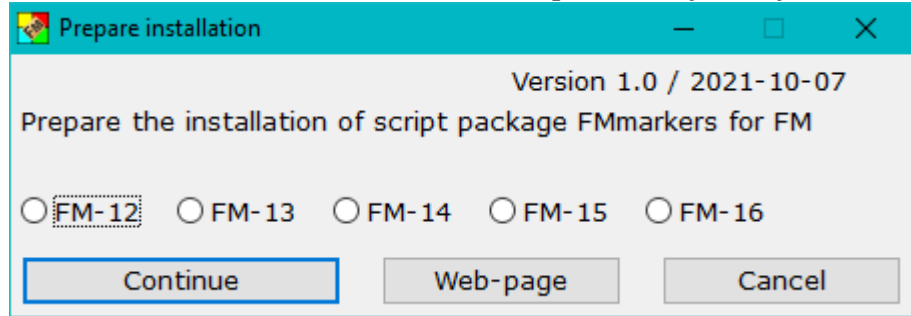 Prepare installation
Version 1.0 / 2021-10-07
Prepare the installation of script package FMmarkers for FM
FM-12 FM-13 FM-14 FM-15 FM-16
Continue Web-page Cancel